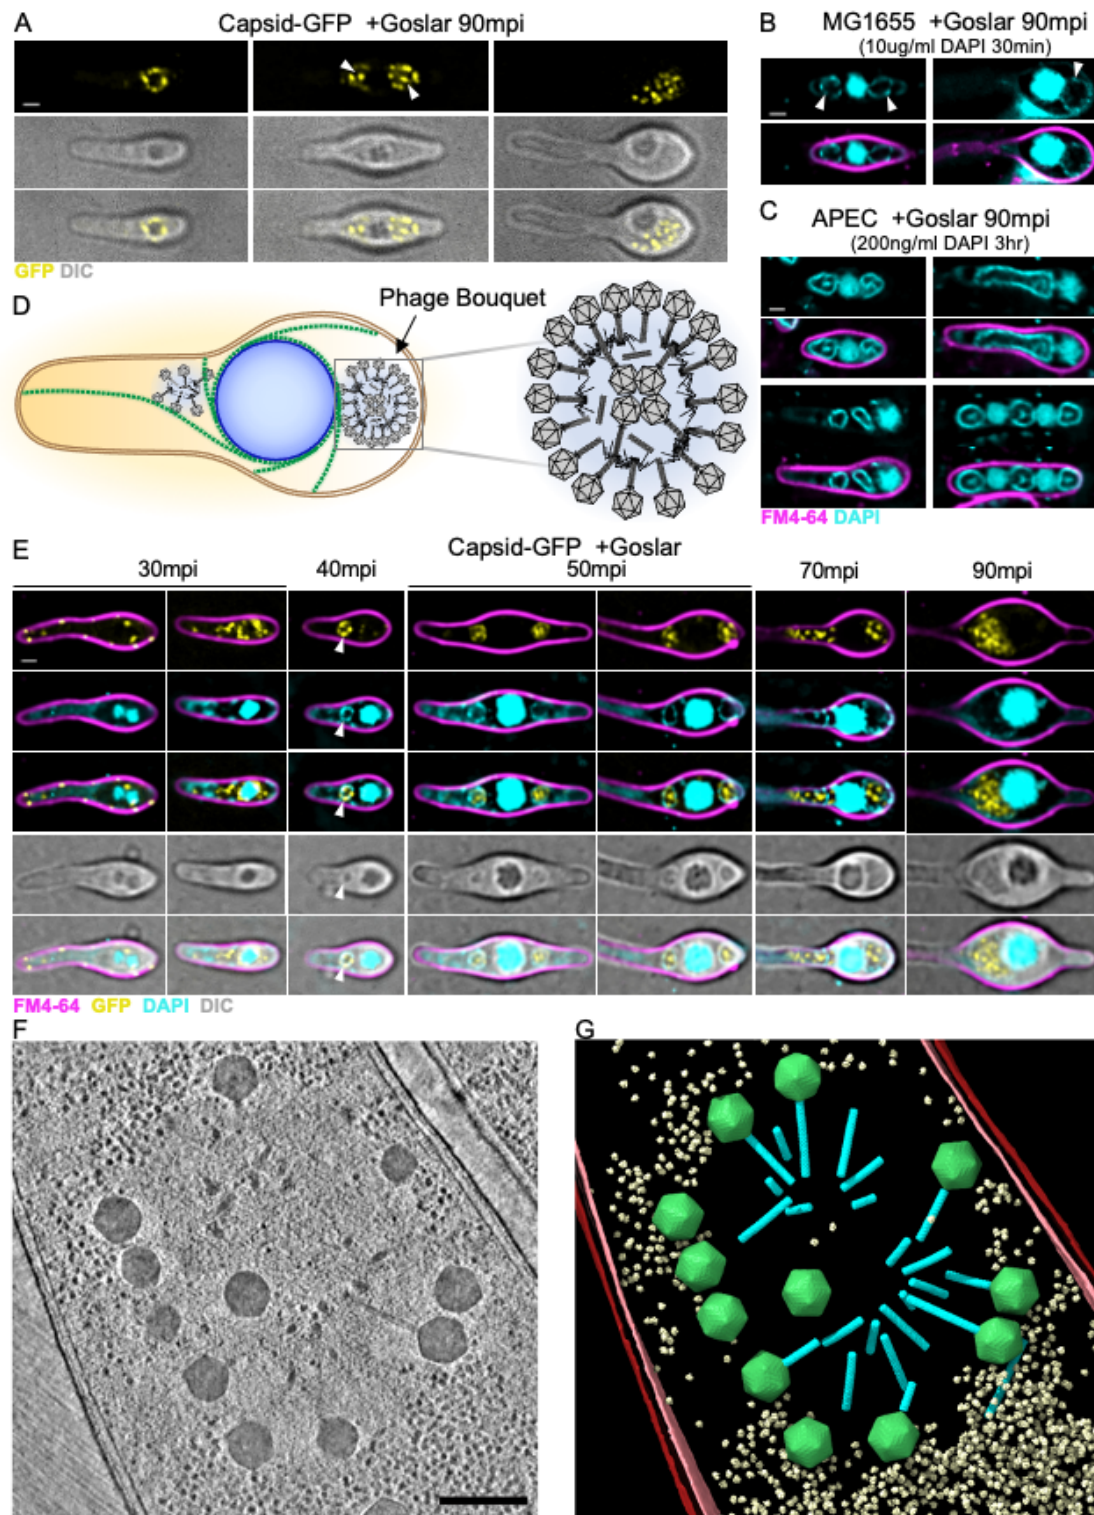 A
Capsid-GFP +Goslar 90mpi
GFP DIC
B
MG1655 +Goslar 90mpi
(10ug/ml DAPI 30min)
C
APEC +Goslar 90mpi
(200ng/ml DAPI 3hr)
FM4-64 DAPI
D
Phage Bouquet
E
Capsid-GFP +Goslar
30mpi 40mpi 50mpi 70mpi 90mpi
FM4-64 GFP DAPI DIC
F
G